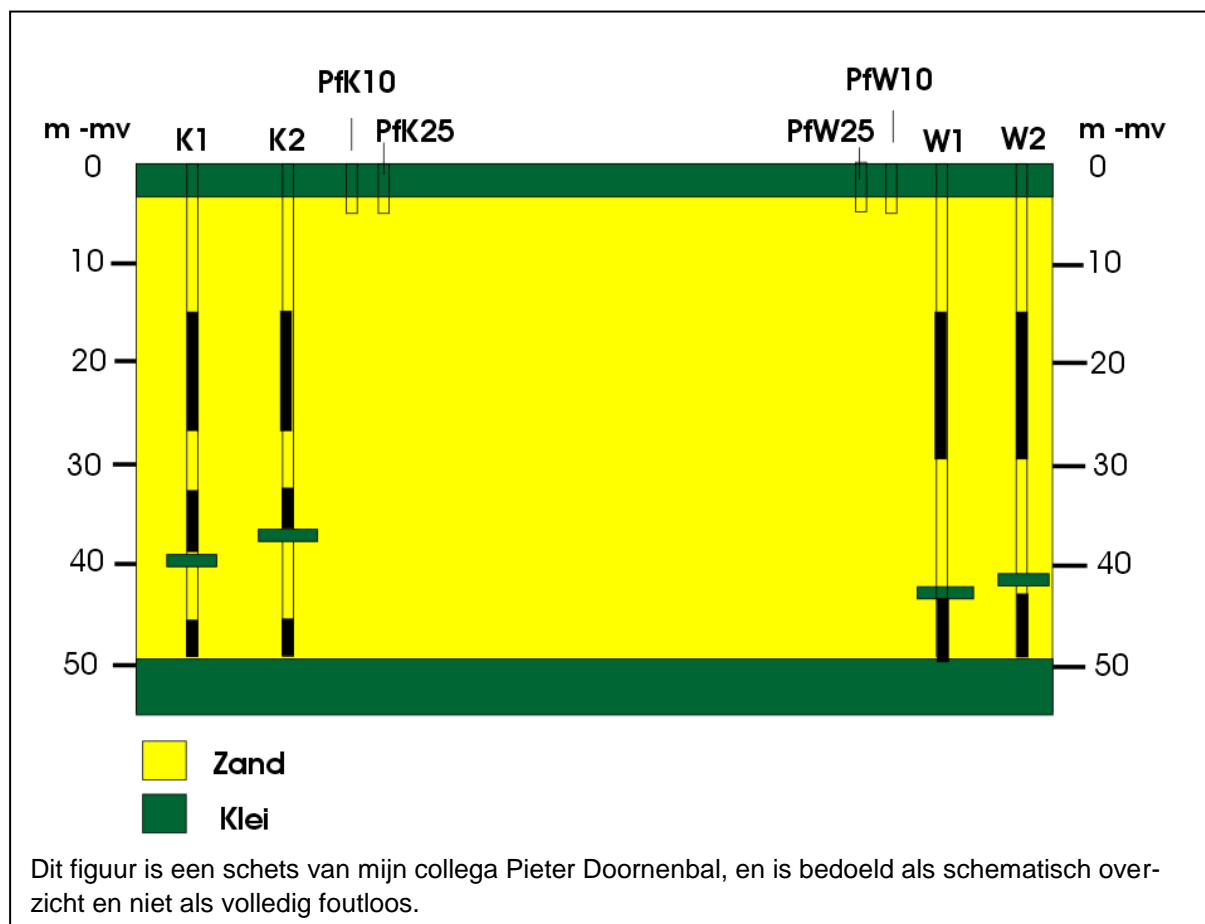 PfK10
PfW10
m -mv K1 K2 PfK25 PfW25 W1 W2 m -mv
0 0
10 10
20 20
30 30
40 40
50 50
Zand
Klei
Dit figuur is een schets van mijn collega Pieter Doornenbal, en is bedoeld als schematisch over-
zicht en niet als volledig foutloos.